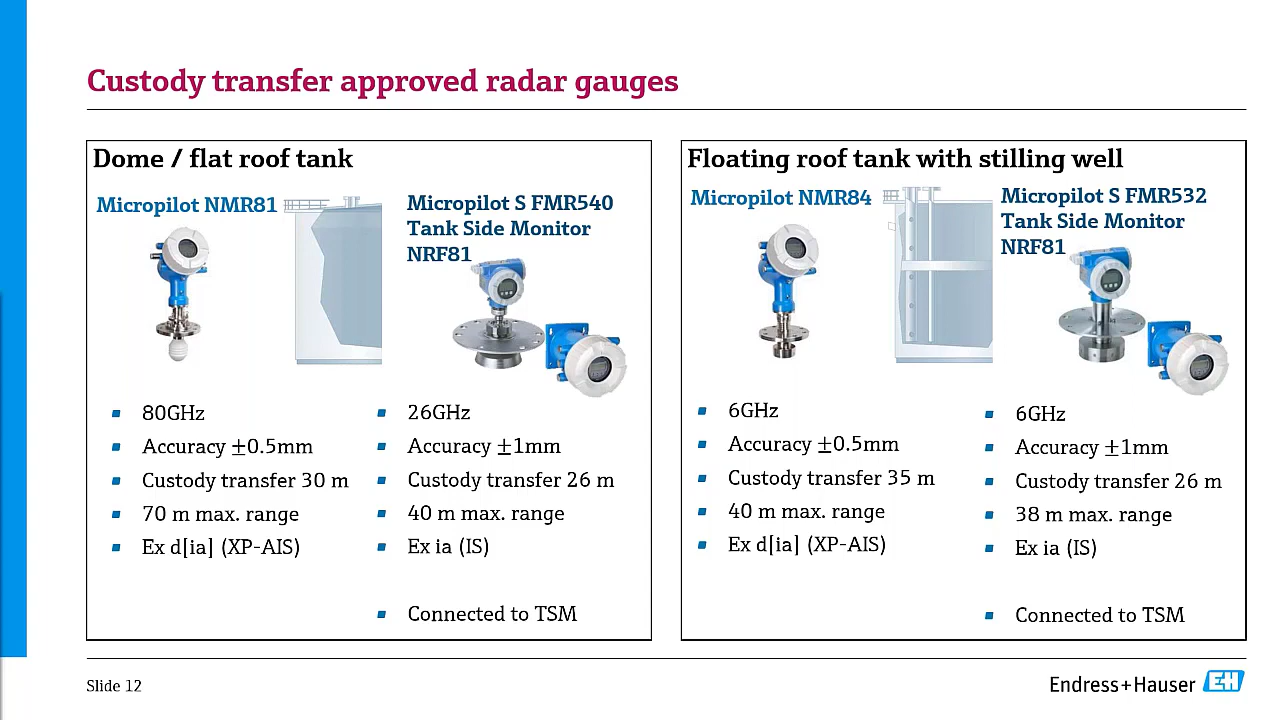 Custody transfer approved radar gauges
Dome / flat roof tank
Micropilot NMR81
Micropilot S FMR540
Tank Side Monitor
NRF81
80GHz
Accuracy ±0.5mm
Custody transfer 30 m
70 m max. range
Ex d[ia] (XP-AIS)
26GHz
Accuracy ±1mm
Custody transfer 26 m
40 m max. range
Ex ia (IS)
Connected to TSM
Floating roof tank with stilling well
Micropilot NMR84
Micropilot S FMR532
Tank Side Monitor
NRF81
6GHz
Accuracy ±0.5mm
Custody transfer 35 m
40 m max. range
Ex d[ia] (XP-AIS)
6GHz
Accuracy ±1mm
Custody transfer 26 m
38 m max. range
Ex ia (IS)
Connected to TSM
Slide 12
Endress+Hauser EH